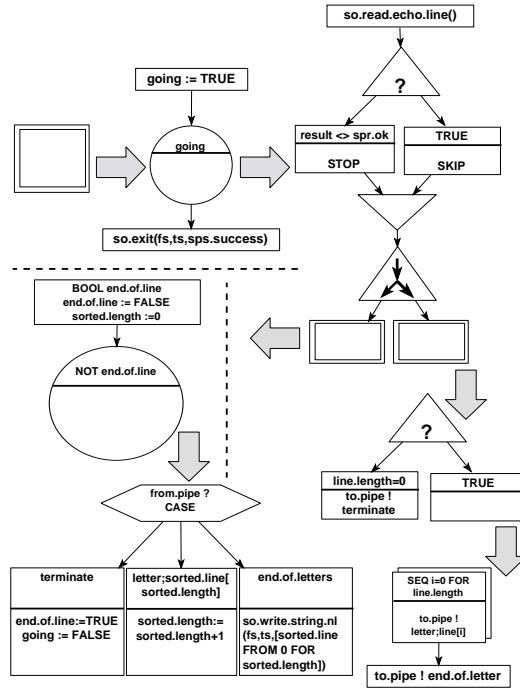 so.read.echo.line()
?
going := TRUE
going
result <> spr.ok
STOP
TRUE
SKIP
so.exit(fs,ts,sps.success)
BOOL end.of.line
end.of.line := FALSE
sorted.length :=0
NOT end.of.line
?
line.length=0
to.pipe !
terminate
TRUE
from.pipe ?
CASE
terminate
end.of.line:=TRUE
going := FALSE
letter;sorted.line[
sorted.length]
sorted.length:=
sorted.length+1
end.of.letters
so.write.string.nl
(fs,ts,[sorted.line
FROM 0 FOR
sorted.length])
SEQ i=0 FOR
line.length
to.pipe !
letter;line[i]
to.pipe ! end.of.letter